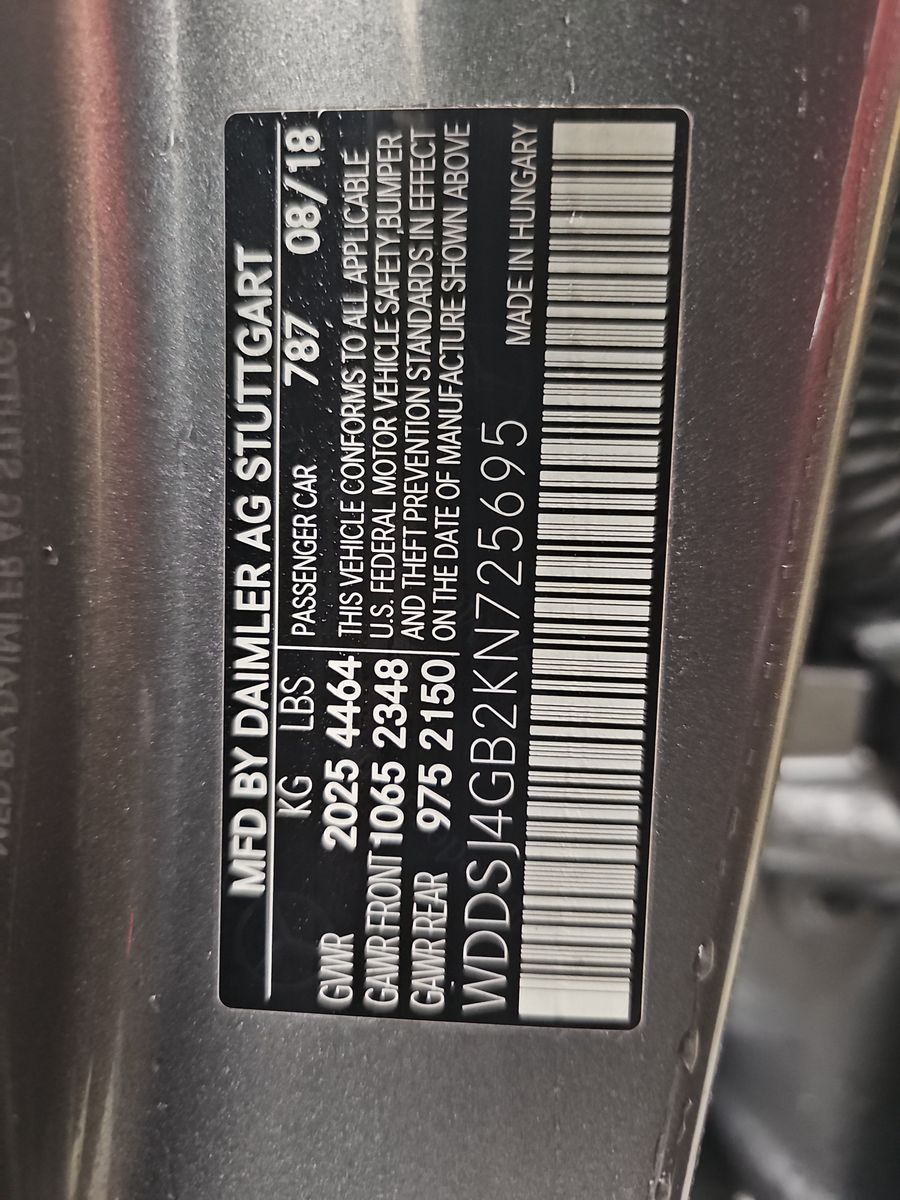 MFD BY DAIMLER AG STUTTGART
KG LBS PASSENGER CAR 787 08/18
GVWR 2025 4464 THIS VEHICLE CONFORMS TO ALL APPLICABLE
GAWR FRONT 1065 2348 U.S. FEDERAL MOTOR VEHICLE SAFETY,BUMPER
GAWR REAR 975 2150 AND THEFT PREVENTION STANDARDS IN EFFECT
ON THE DATE OF MANUFACTURE SHOWN ABOVE
WDDSJ4GB2KN725695 MADE IN HUNGARY